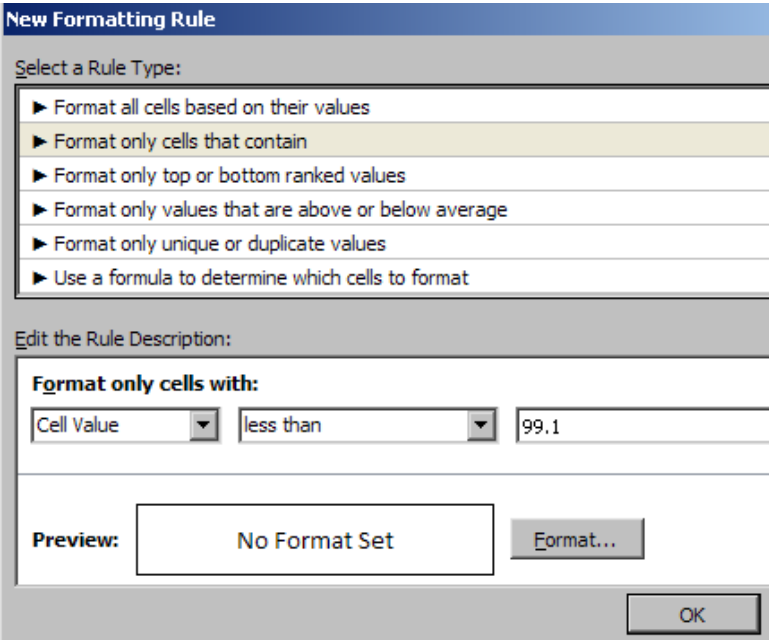 New Formatting Rule
Select a Rule Type:
► Format all cells based on their values
► Format only cells that contain
► Format only top or bottom ranked values
► Format only values that are above or below average
► Format only unique or duplicate values
► Use a formula to determine which cells to format
Edit the Rule Description:
Format only cells with:
Cell Value less than 99.1
Preview: No Format Set Format...
OK